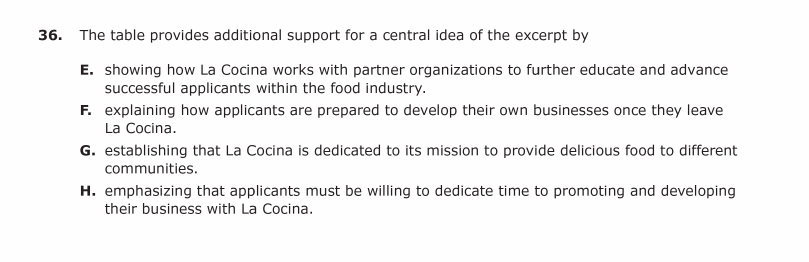 36. The table provides additional support for a central idea of the excerpt by
E. showing how La Cocina works with partner organizations to further educate and advance
successful applicants within the food industry.
F. explaining how applicants are prepared to develop their own businesses once they leave
La Cocina.
G. establishing that La Cocina is dedicated to its mission to provide delicious food to different
communities.
H. emphasizing that applicants must be willing to dedicate time to promoting and developing
their business with La Cocina.